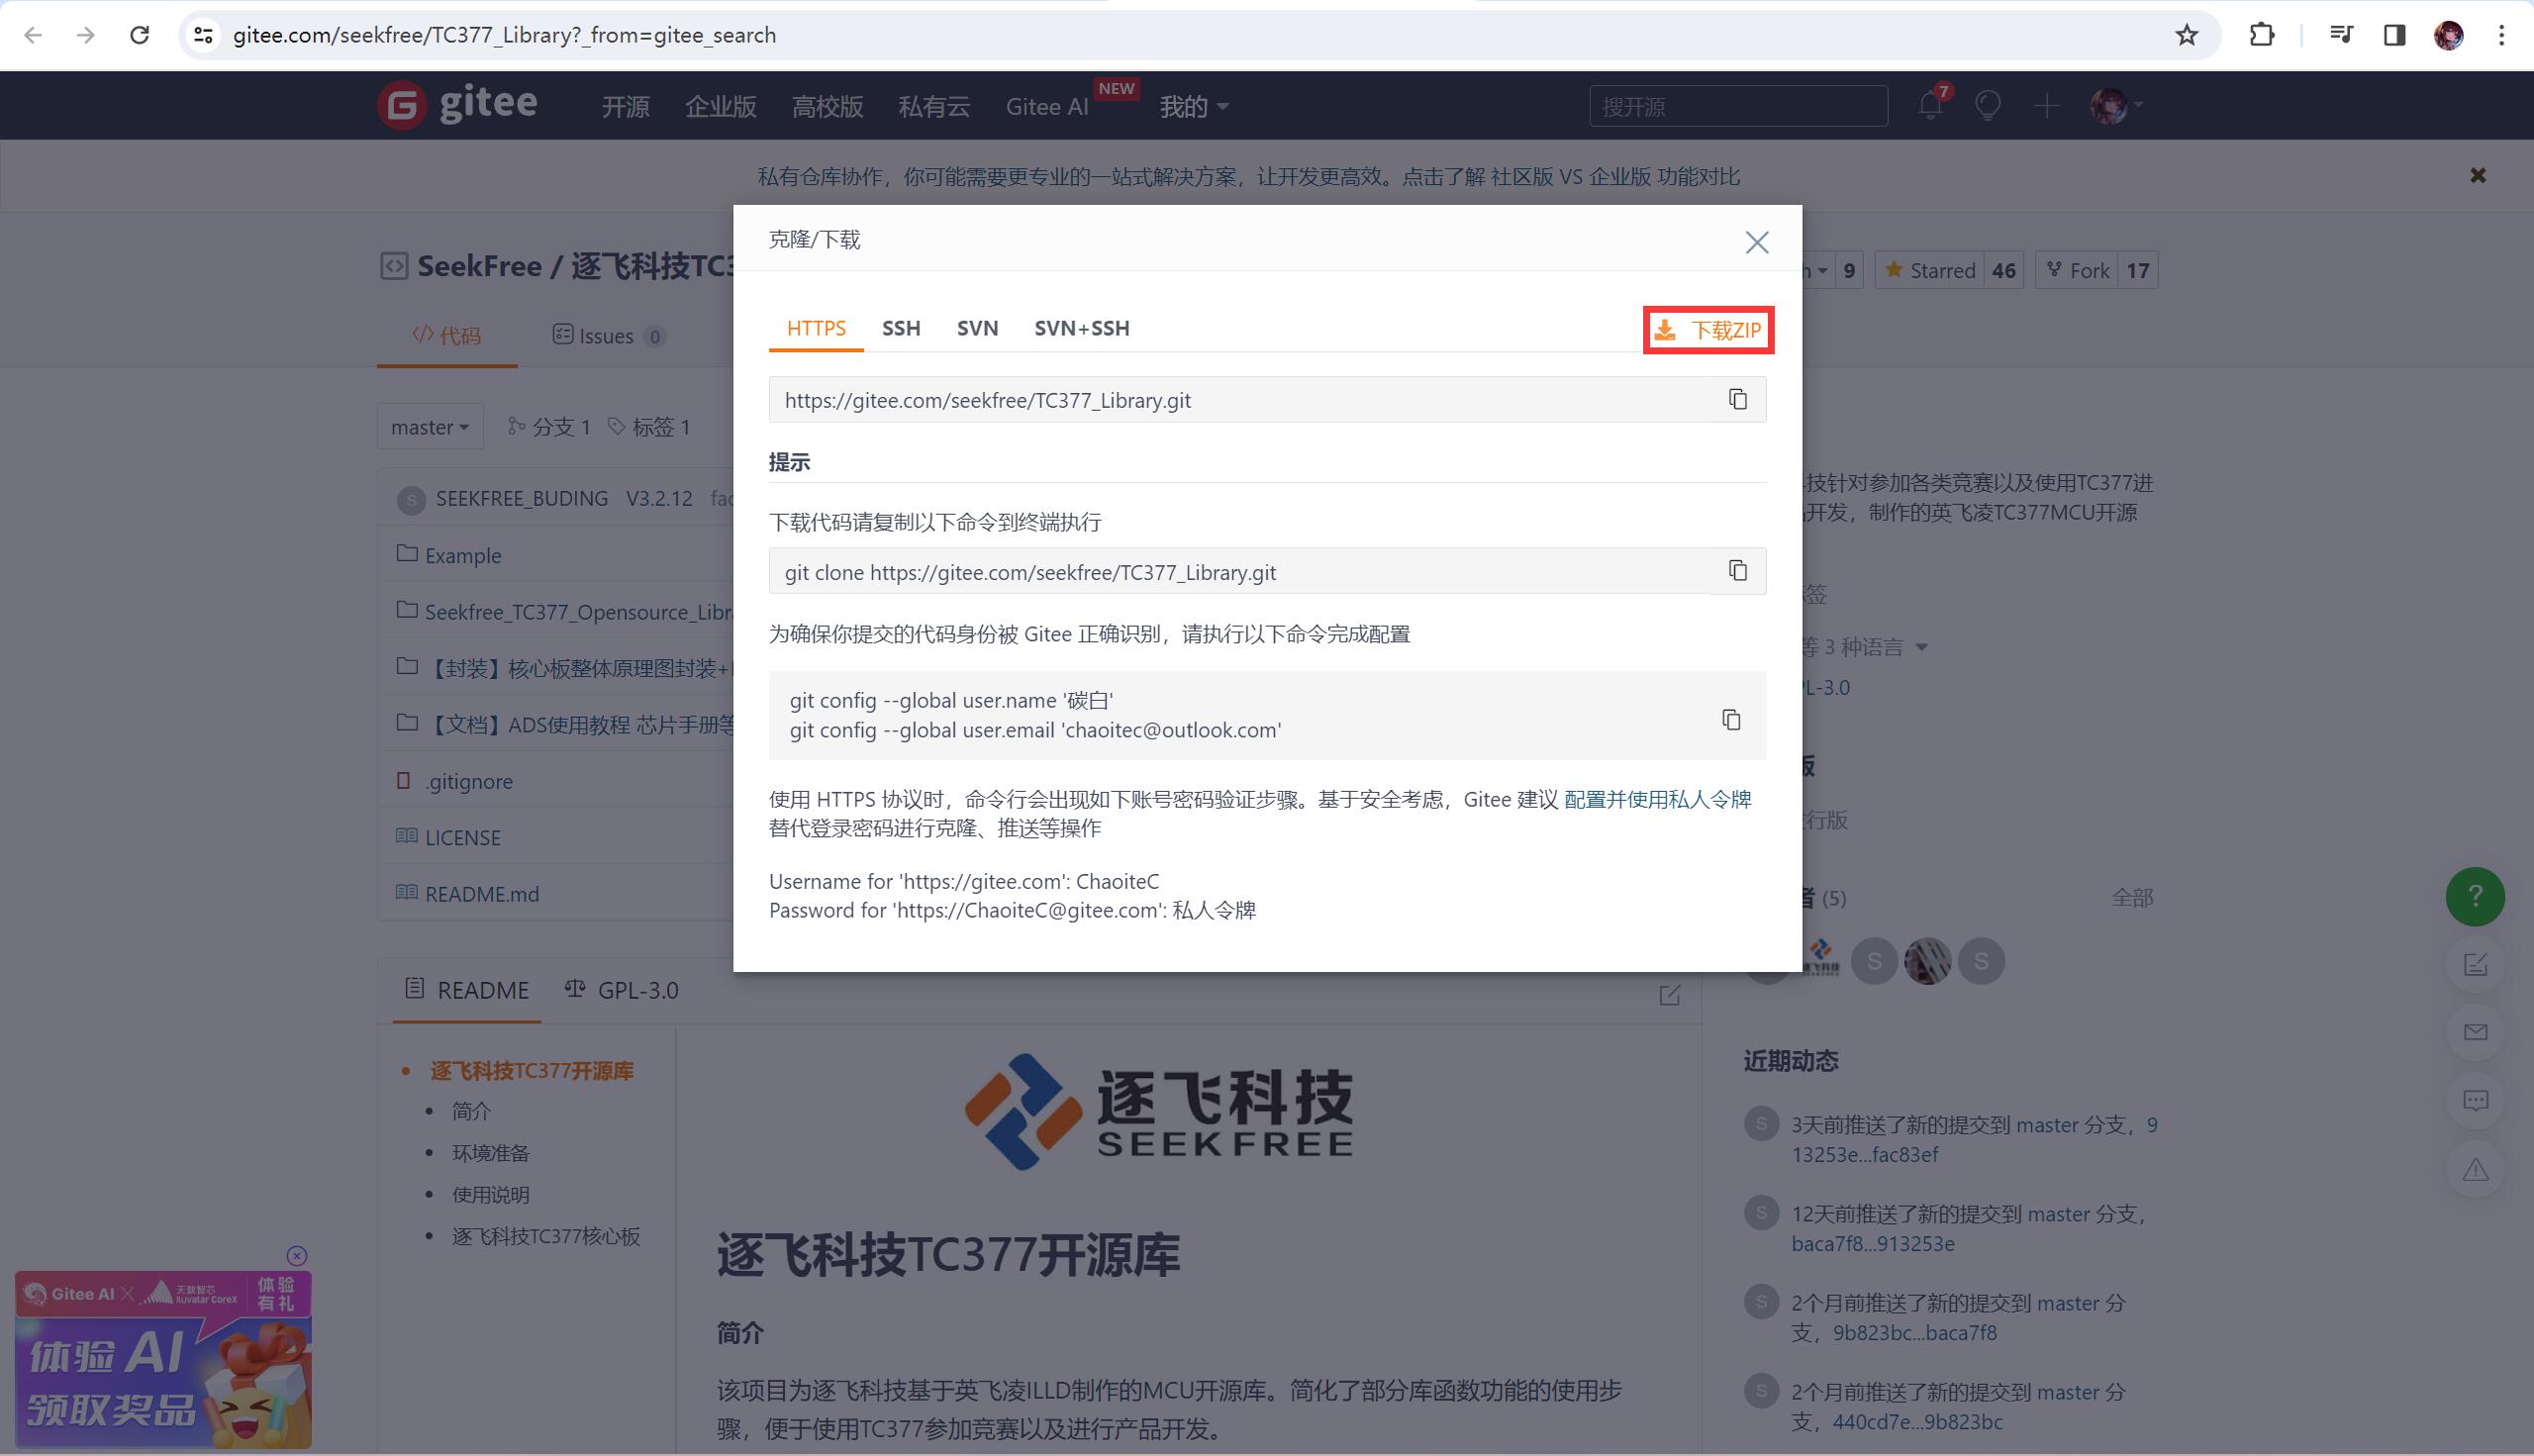 gitee.com/seekfree/TC377_Library?_from=gitee_search
gitee 开源 企业版 高校版 私有云 Gitee AI NEW 我的 搜开源 7
私有仓库协作，你可能需要更专业的一站式解决方案，让开发更高效。点击了解 社区版 VS 企业版 功能对比
克隆/下载
SeekFree / 逐飞科技TC3
h 9 Starred 46 Fork 17
HTTPS SSH SVN SVN+SSH 下载ZIP
代码 Issues 0
https://gitee.com/seekfree/TC377_Library.git
master 分支 1 标签 1
提示
技针对参加各类竞赛以及使用TC377进
开发，制作的英飞凌TC377MCU开源
SEEKFREE_BUDING V3.2.12 fac
下载代码请复制以下命令到终端执行
Example
git clone https://gitee.com/seekfree/TC377_Library.git
签
Seekfree_TC377_Opensource_Libr
为确保你提交的代码身份被 Gitee 正确识别，请执行以下命令完成配置
等 3 种语言
【封装】核心板整体原理图封装+
git config --global user.name '碳白'
PL-3.0
【文档】ADS使用教程 芯片手册等
git config --global user.email 'chaoitec@outlook.com'
版
.gitignore
使用 HTTPS 协议时，命令行会出现如下账号密码验证步骤。基于安全考虑，Gitee 建议 配置并使用私人令牌
替代登录密码进行克隆、推送等操作
行版
LICENSE
Username for 'https://gitee.com': ChaoiteC
Password for 'https://ChaoiteC@gitee.com': 私人令牌
README.md
者 (5) 全部
?
逐飞科技 S S
README GPL-3.0
逐飞科技TC377开源库
简介
环境准备
使用说明
逐飞科技TC377核心板
逐飞科技
SEEKFREE
逐飞科技TC377开源库
简介
该项目为逐飞科技基于英飞凌ILLD制作的MCU开源库。简化了部分库函数功能的使用步
骤，便于使用TC377参加竞赛以及进行产品开发。
近期动态
S 3天前推送了新的提交到 master 分支，9
13253e...fac83ef
S 12天前推送了新的提交到 master 分支，
baca7f8...913253e
S 2个月前推送了新的提交到 master 分
支，9b823bc...baca7f8
S 2个月前推送了新的提交到 master 分
支，440cd7e...9b823bc
Gitee AI 天数智芯 Iluvatar CoreX 体验有礼
体验 AI
领取奖品